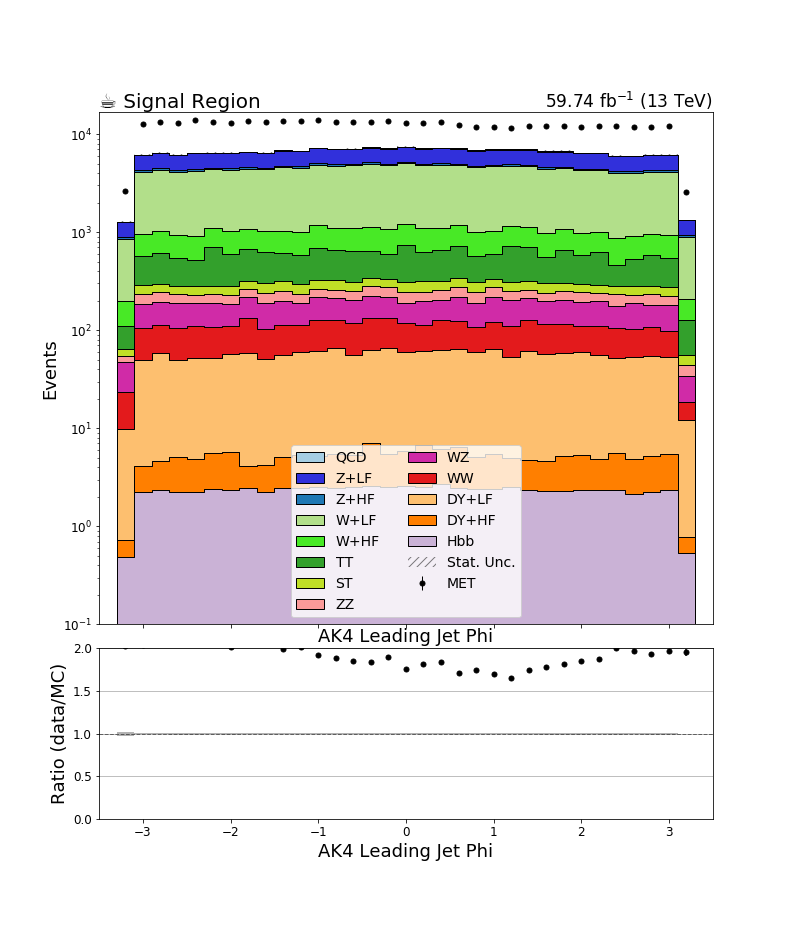 ☕ Signal Region
59.74 fb⁻¹ (13 TeV)
Events
10⁴
10³
10²
10¹
10⁰
10⁻¹
QCD
Z+LF
Z+HF
W+LF
W+HF
TT
ST
ZZ
WZ
WW
DY+LF
DY+HF
Hbb
Stat. Unc.
MET
AK4 Leading Jet Phi
Ratio (data/MC)
2.0
1.5
1.0
0.5
0.0
−3 −2 −1 0 1 2 3
AK4 Leading Jet Phi